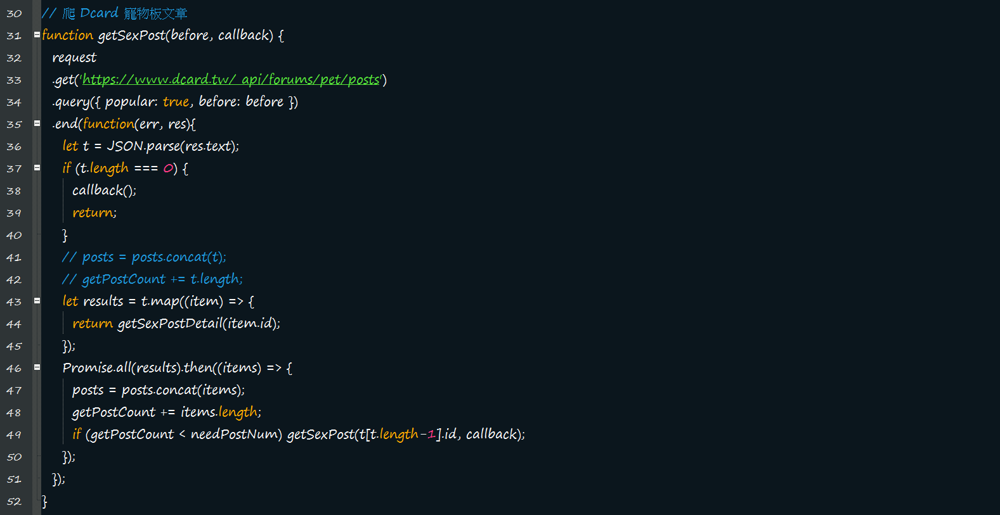 30 // 爬 Dcard 寵物板文章
31 function getSexPost(before, callback) {
32 request
33 .get('https://www.dcard.tw/_api/forums/pet/posts')
34 .query({ popular: true, before: before })
35 .end(function(err, res){
36 let t = JSON.parse(res.text);
37 if (t.length === 0) {
38 callback();
39 return;
40 }
41 // posts = posts.concat(t);
42 // getPostCount += t.length;
43 let results = t.map((item) => {
44 return getSexPostDetail(item.id);
45 });
46 Promise.all(results).then((items) => {
47 posts = posts.concat(items);
48 getPostCount += items.length;
49 if (getPostCount < needPostNum) getSexPost(t[t.length-1].id, callback);
50 });
51 });
52 }